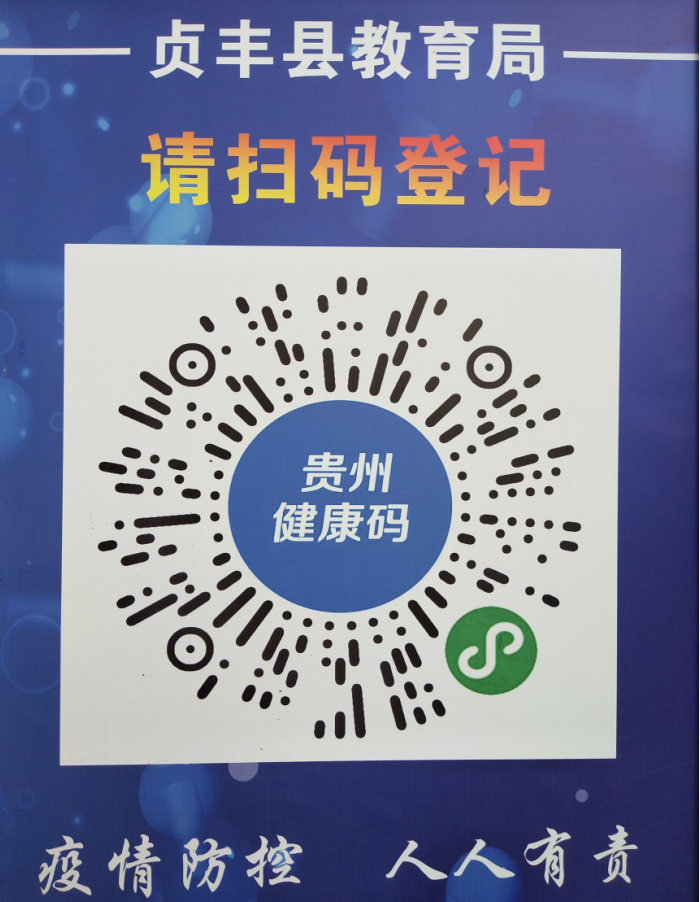 贞丰县教育局
请扫码登记
贵州
健康码
疫情防控 人人有责